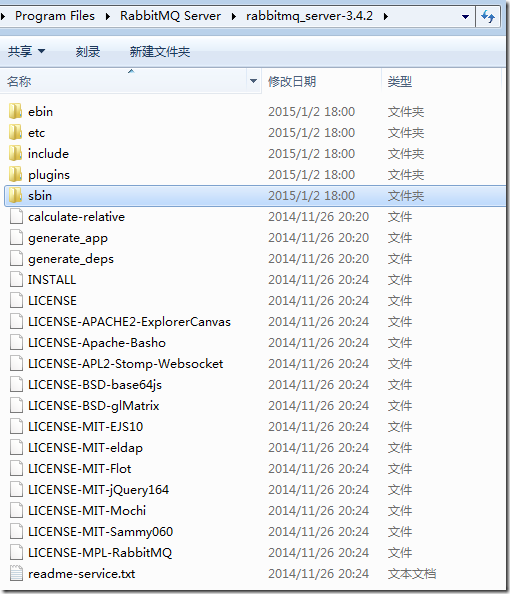 Program Files ▸ RabbitMQ Server ▸ rabbitmq_server-3.4.2 ▸
共享 刻录 新建文件夹
名称 修改日期 类型
ebin 2015/1/2 18:00 文件夹
etc 2015/1/2 18:00 文件夹
include 2015/1/2 18:00 文件夹
plugins 2015/1/2 18:00 文件夹
sbin 2015/1/2 18:00 文件夹
calculate-relative 2014/11/26 20:20 文件
generate_app 2014/11/26 20:20 文件
generate_deps 2014/11/26 20:20 文件
INSTALL 2014/11/26 20:24 文件
LICENSE 2014/11/26 20:24 文件
LICENSE-APACHE2-ExplorerCanvas 2014/11/26 20:24 文件
LICENSE-Apache-Basho 2014/11/26 20:24 文件
LICENSE-APL2-Stomp-Websocket 2014/11/26 20:24 文件
LICENSE-BSD-base64js 2014/11/26 20:24 文件
LICENSE-BSD-glMatrix 2014/11/26 20:24 文件
LICENSE-MIT-EJS10 2014/11/26 20:24 文件
LICENSE-MIT-eldap 2014/11/26 20:24 文件
LICENSE-MIT-Flot 2014/11/26 20:24 文件
LICENSE-MIT-jQuery164 2014/11/26 20:24 文件
LICENSE-MIT-Mochi 2014/11/26 20:24 文件
LICENSE-MIT-Sammy060 2014/11/26 20:24 文件
LICENSE-MPL-RabbitMQ 2014/11/26 20:24 文件
readme-service.txt 2014/11/26 20:24 文本文档